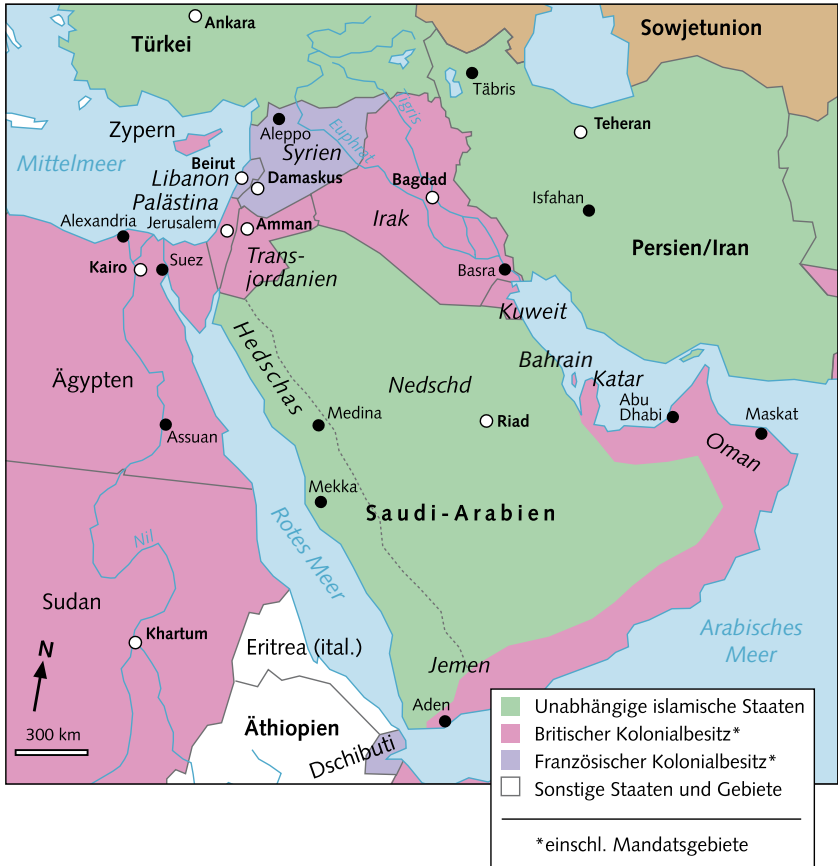 Ankara
Sowjetunion
Türkei
Täbris
Tigris
Teheran
Zypern
Aleppo
Euphrat
Syrien
Mittelmeer
Beirut
Libanon
Damaskus
Bagdad
Palästina
Isfahan
Alexandria
Jerusalem
Amman
Irak
Persien/Iran
Kairo
Suez
Trans-
jordanien
Basra
Kuweit
Hedschas
Bahrain
Katar
Ägypten
Nedschd
Abu
Dhabi
Maskat
Medina
Riad
Assuan
Oman
Mekka
Saudi-Arabien
Rotes Meer
Nil
Sudan
Khartum
Arabisches
Meer
N
Eritrea (ital.)
Jemen
Aden
300 km
Äthiopien
Dschibuti
Unabhängige islamische Staaten
Britischer Kolonialbesitz*
Französischer Kolonialbesitz*
Sonstige Staaten und Gebiete
*einschl. Mandatsgebiete